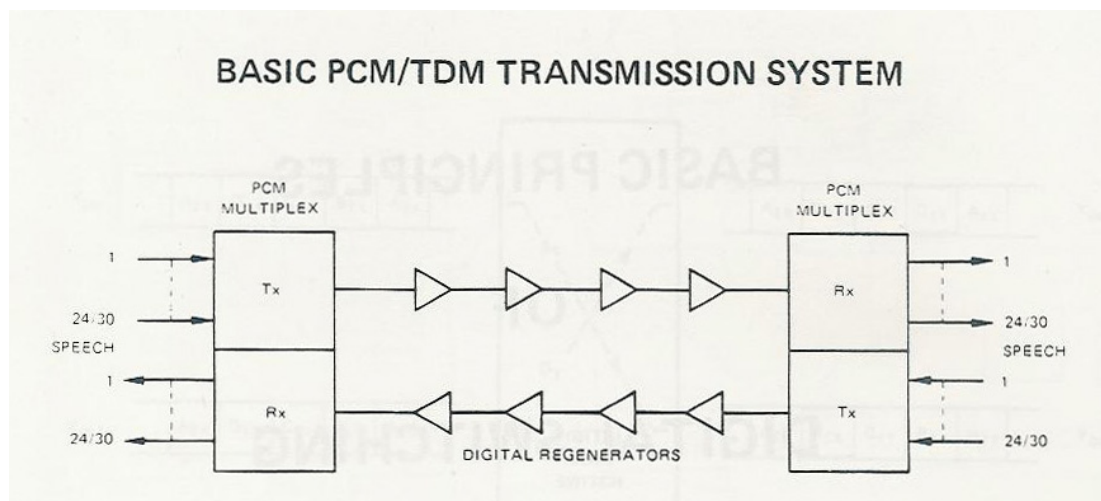 BASIC PCM/TDM TRANSMISSION SYSTEM
PCM
MULTIPLEX
PCM
MULTIPLEX
1
Tx
24/30
SPEECH
1
Rx
24/30
Rx
1
24/30
SPEECH
Tx
1
24/30
DIGITAL REGENERATORS
BASIC PRINCIPLES
OF
DIGITAL SWITCHING